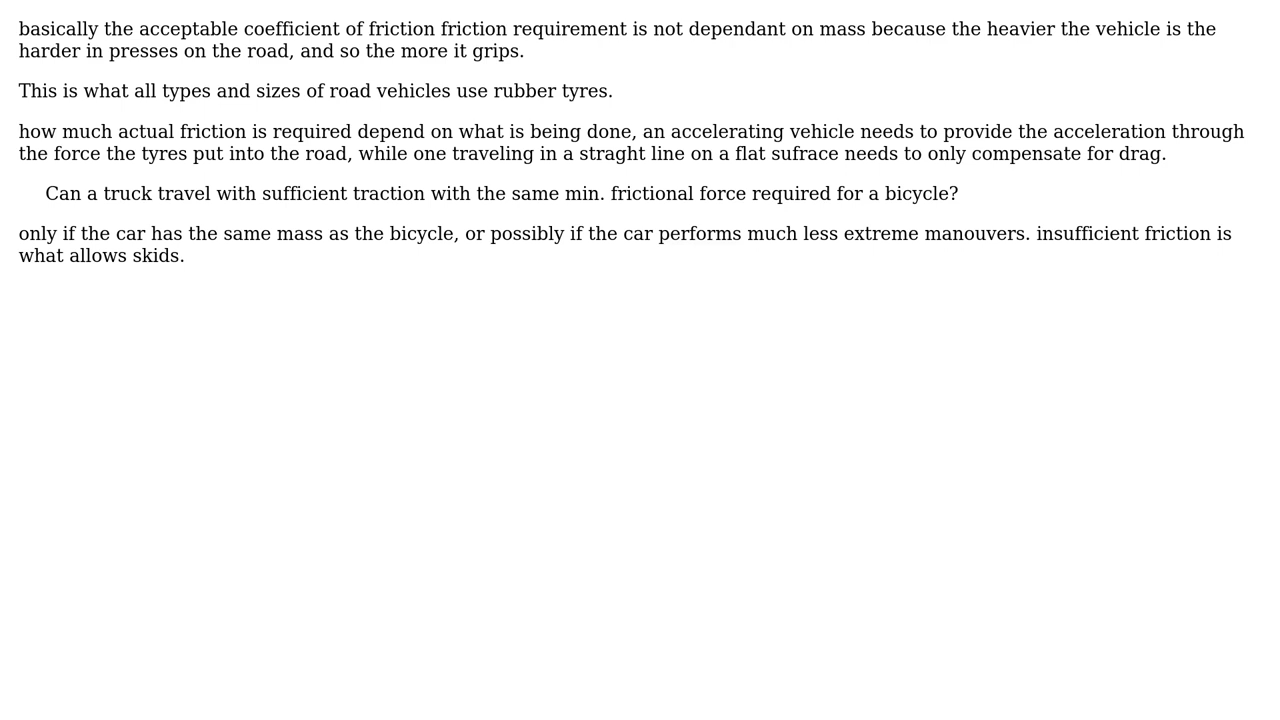 basically the acceptable coefficient of friction friction requirement is not dependant on mass because the heavier the vehicle is the
harder in presses on the road, and so the more it grips.
This is what all types and sizes of road vehicles use rubber tyres.
how much actual friction is required depend on what is being done, an accelerating vehicle needs to provide the acceleration through
the force the tyres put into the road, while one traveling in a straght line on a flat sufrace needs to only compensate for drag.
Can a truck travel with sufficient traction with the same min. frictional force required for a bicycle?
only if the car has the same mass as the bicycle, or possibly if the car performs much less extreme manouvers. insufficient friction is
what allows skids.